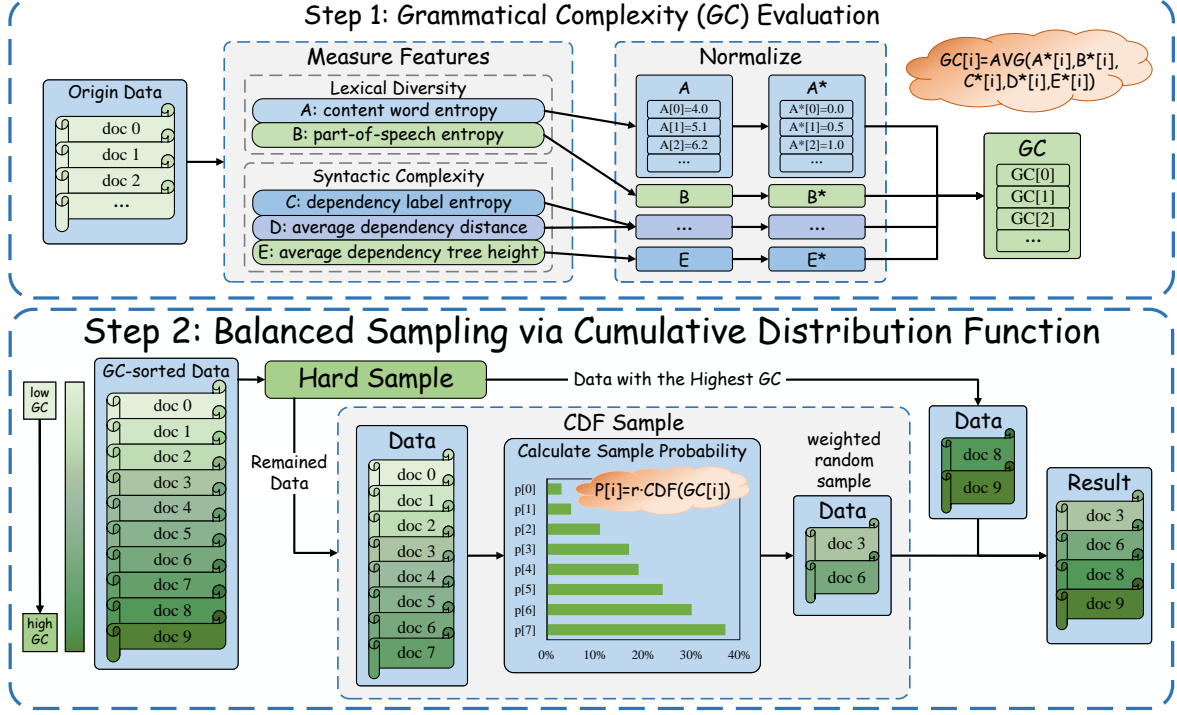 Step 1: Grammatical Complexity (GC) Evaluation
Origin Data
doc 0
doc 1
doc 2
...
Measure Features
Lexical Diversity
A: content word entropy
B: part-of-speech entropy
Syntactic Complexity
C: dependency label entropy
D: average dependency distance
E: average dependency tree height
Normalize
A
A[0]=4.0
A[1]=5.1
A[2]=6.2
...
A*
A*[0]=0.0
A*[1]=0.5
A*[2]=1.0
...
B
B*
...
...
E
E*
GC[i]=AVG(A*[i],B*[i],
C*[i],D*[i],E*[i])
GC
GC[0]
GC[1]
GC[2]
...
Step 2: Balanced Sampling via Cumulative Distribution Function
low
GC
high
GC
GC-sorted Data
doc 0
doc 1
doc 2
doc 3
doc 4
doc 5
doc 6
doc 7
doc 8
doc 9
Hard Sample
Data with the Highest GC
Remained
Data
CDF Sample
Data
doc 0
doc 1
doc 2
doc 3
doc 4
doc 5
doc 6
doc 7
Calculate Sample Probability
P[i]=r·CDF(GC[i])
p[0]
p[1]
p[2]
p[3]
p[4]
p[5]
p[6]
p[7]
0%
10%
20%
30%
40%
weighted
random
sample
Data
doc 3
doc 6
Data
doc 8
doc 9
Result
doc 3
doc 6
doc 8
doc 9